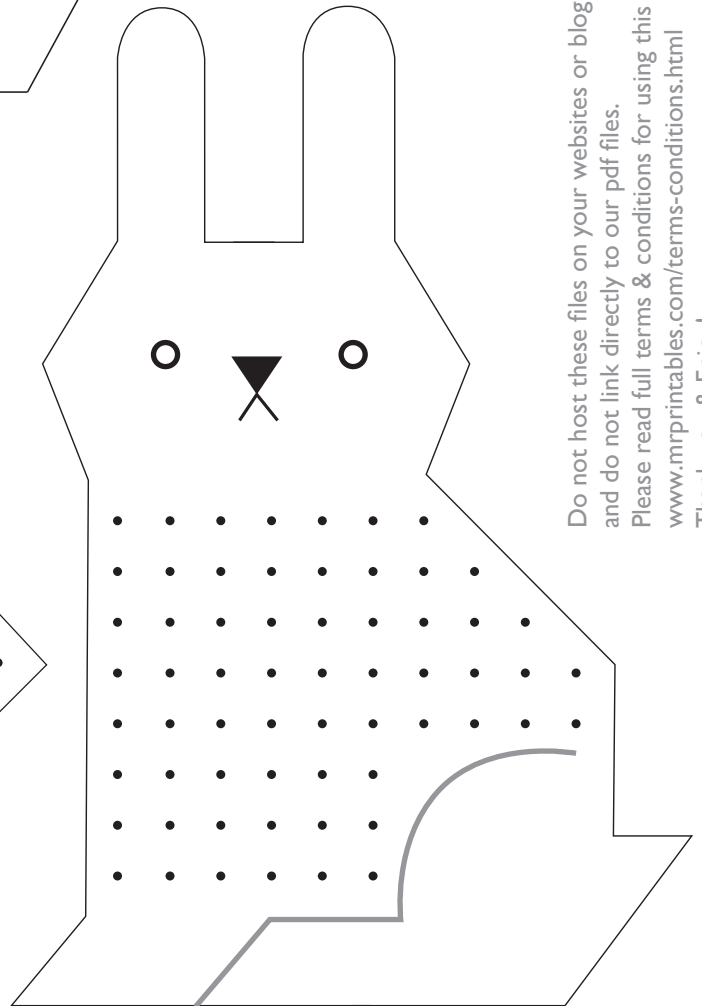 Do not host these files on your websites or blog
and do not link directly to our pdf files.
Please read full terms & conditions for using this
www.mrprintables.com/terms-conditions.html